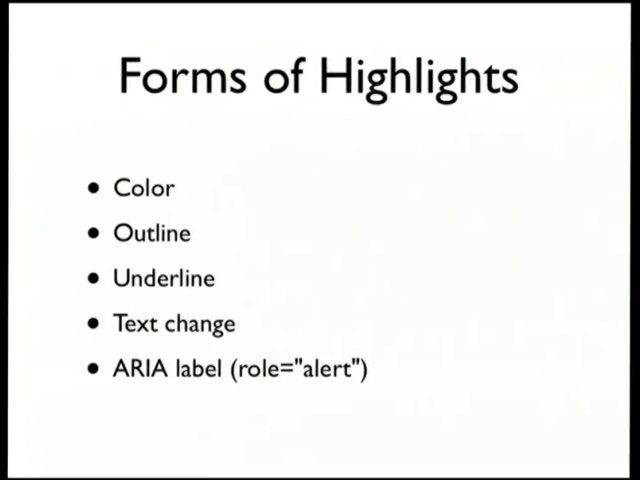 Forms of Highlights
• Color
• Outline
• Underline
• Text change
• ARIA label (role="alert")